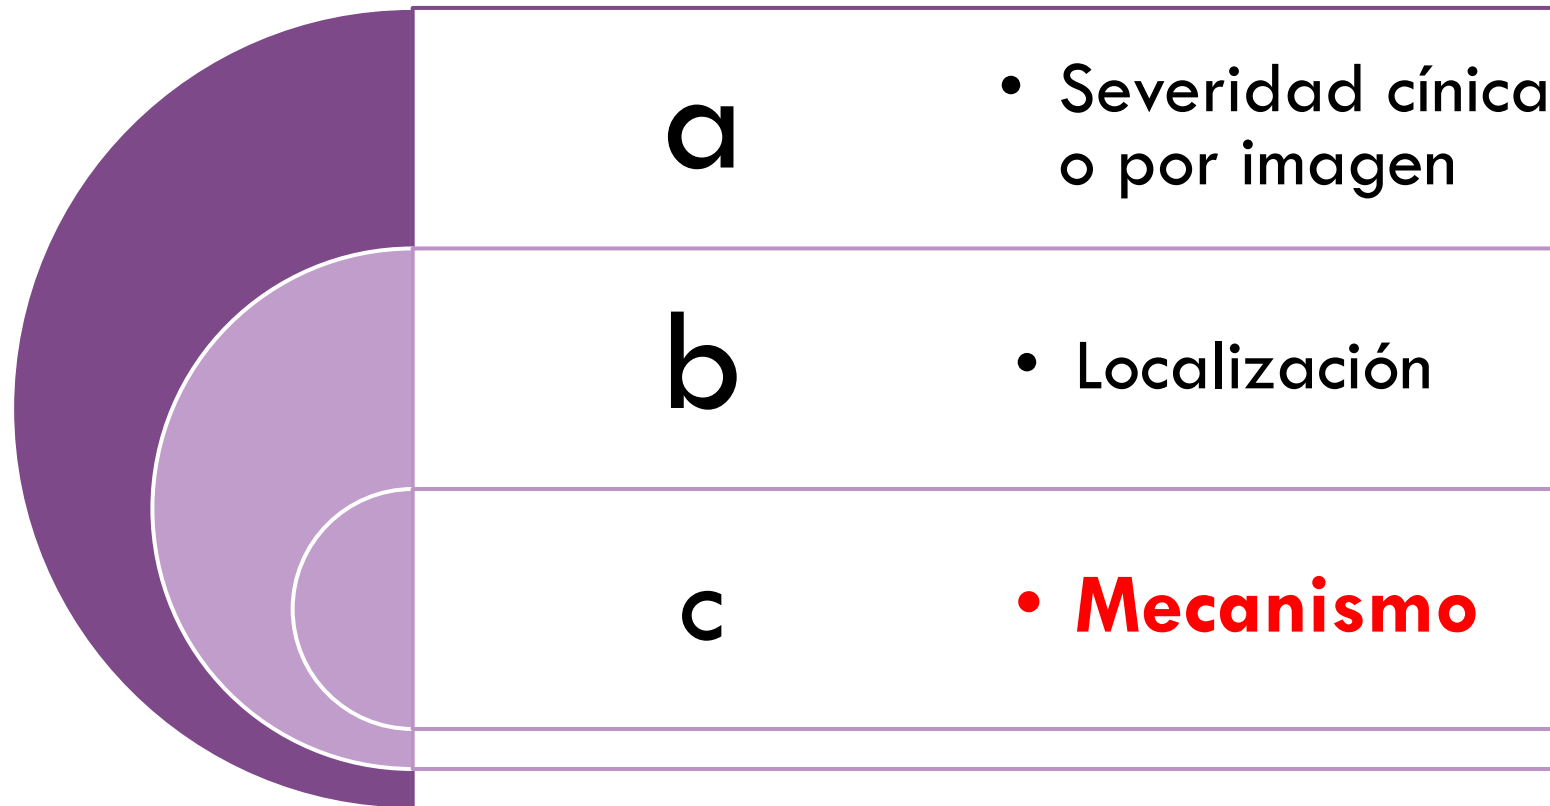 a
• Severidad cínica
o por imagen
b
• Localización
c
• Mecanismo